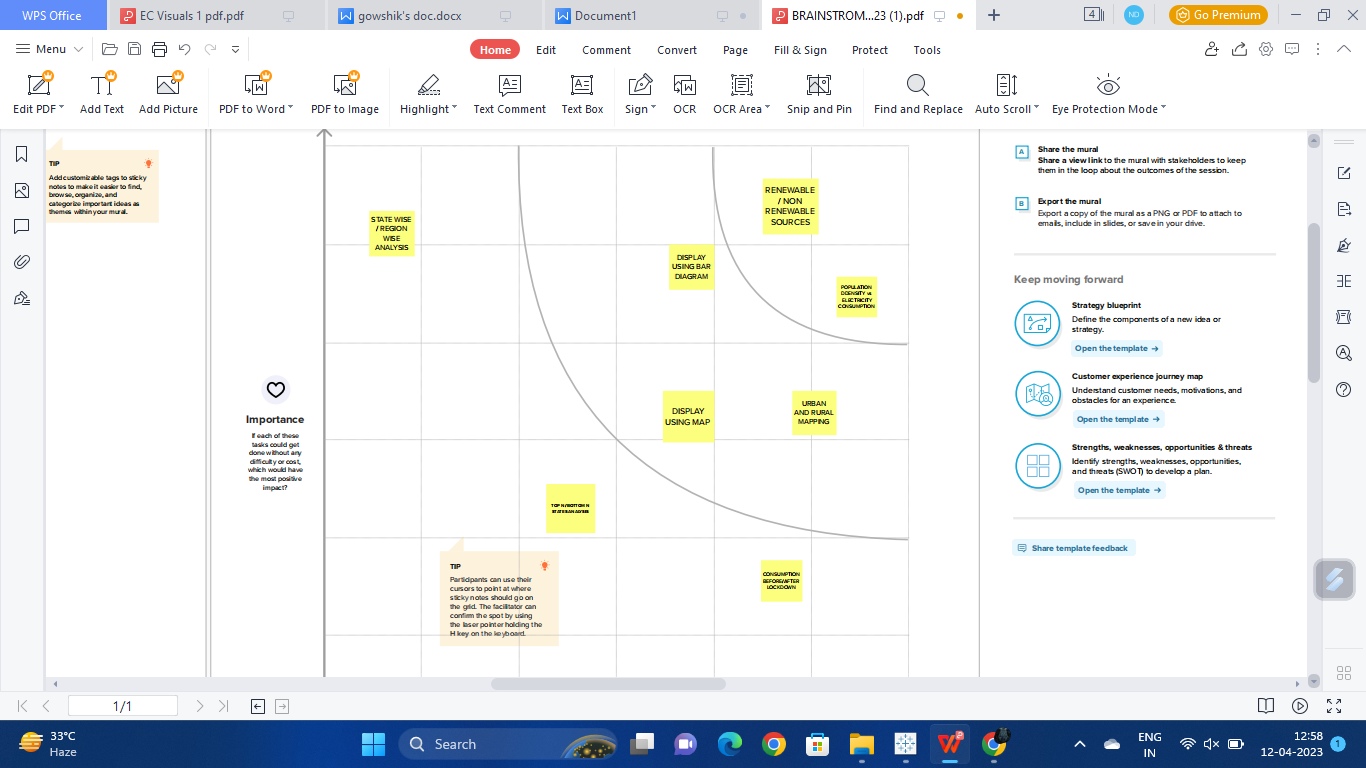 WPS Office
EC Visuals 1 pdf.pdf
gowshik's doc.docx
Document1
BRAINSTROM...23 (1).pdf
4
ND
Go Premium
Menu
Home
Edit
Comment
Convert
Page
Fill & Sign
Protect
Tools
Edit PDF
Add Text
Add Picture
PDF to Word
PDF to Image
Highlight
Text Comment
Text Box
Sign
OCR
OCR Area
Snip and Pin
Find and Replace
Auto Scroll
Eye Protection Mode
TIP
Add customizable tags to sticky
notes to make it easier to find,
browse, organize, and
categorize important ideas as
themes within your mural.
Importance
If each of these
tasks could get
done without any
difficulty or cost,
which would have
the most positive
impact?
STATE WISE
/ REGION
WISE
ANALYSIS
RENEWABLE
/ NON
RENEWABLE
SOURCES
DISPLAY
USING BAR
DIAGRAM
POPULATION
DDENSITY vs
ELECTRICITY
CONSUMPTION
DISPLAY
USING MAP
URBAN
AND RURAL
MAPPING
TOP N/BOTTOM N
STATES ANALYSIS
CONSUMPTION
BEFORE/AFTER
LOCKDOWN
TIP
Participants can use their
cursors to point at where
sticky notes should go on
the grid. The facilitator can
confirm the spot by using
the laser pointer holding the
H key on the keyboard.
A
Share the mural
Share a view link to the mural with stakeholders to keep
them in the loop about the outcomes of the session.
B
Export the mural
Export a copy of the mural as a PNG or PDF to attach to
emails, include in slides, or save in your drive.
Keep moving forward
Strategy blueprint
Define the components of a new idea or
strategy.
Open the template →
Customer experience journey map
Understand customer needs, motivations, and
obstacles for an experience.
Open the template →
Strengths, weaknesses, opportunities & threats
Identify strengths, weaknesses, opportunities,
and threats (SWOT) to develop a plan.
Open the template →
Share template feedback
1/1
33°C
Haze
Search
ENG
IN
12:58
12-04-2023
1